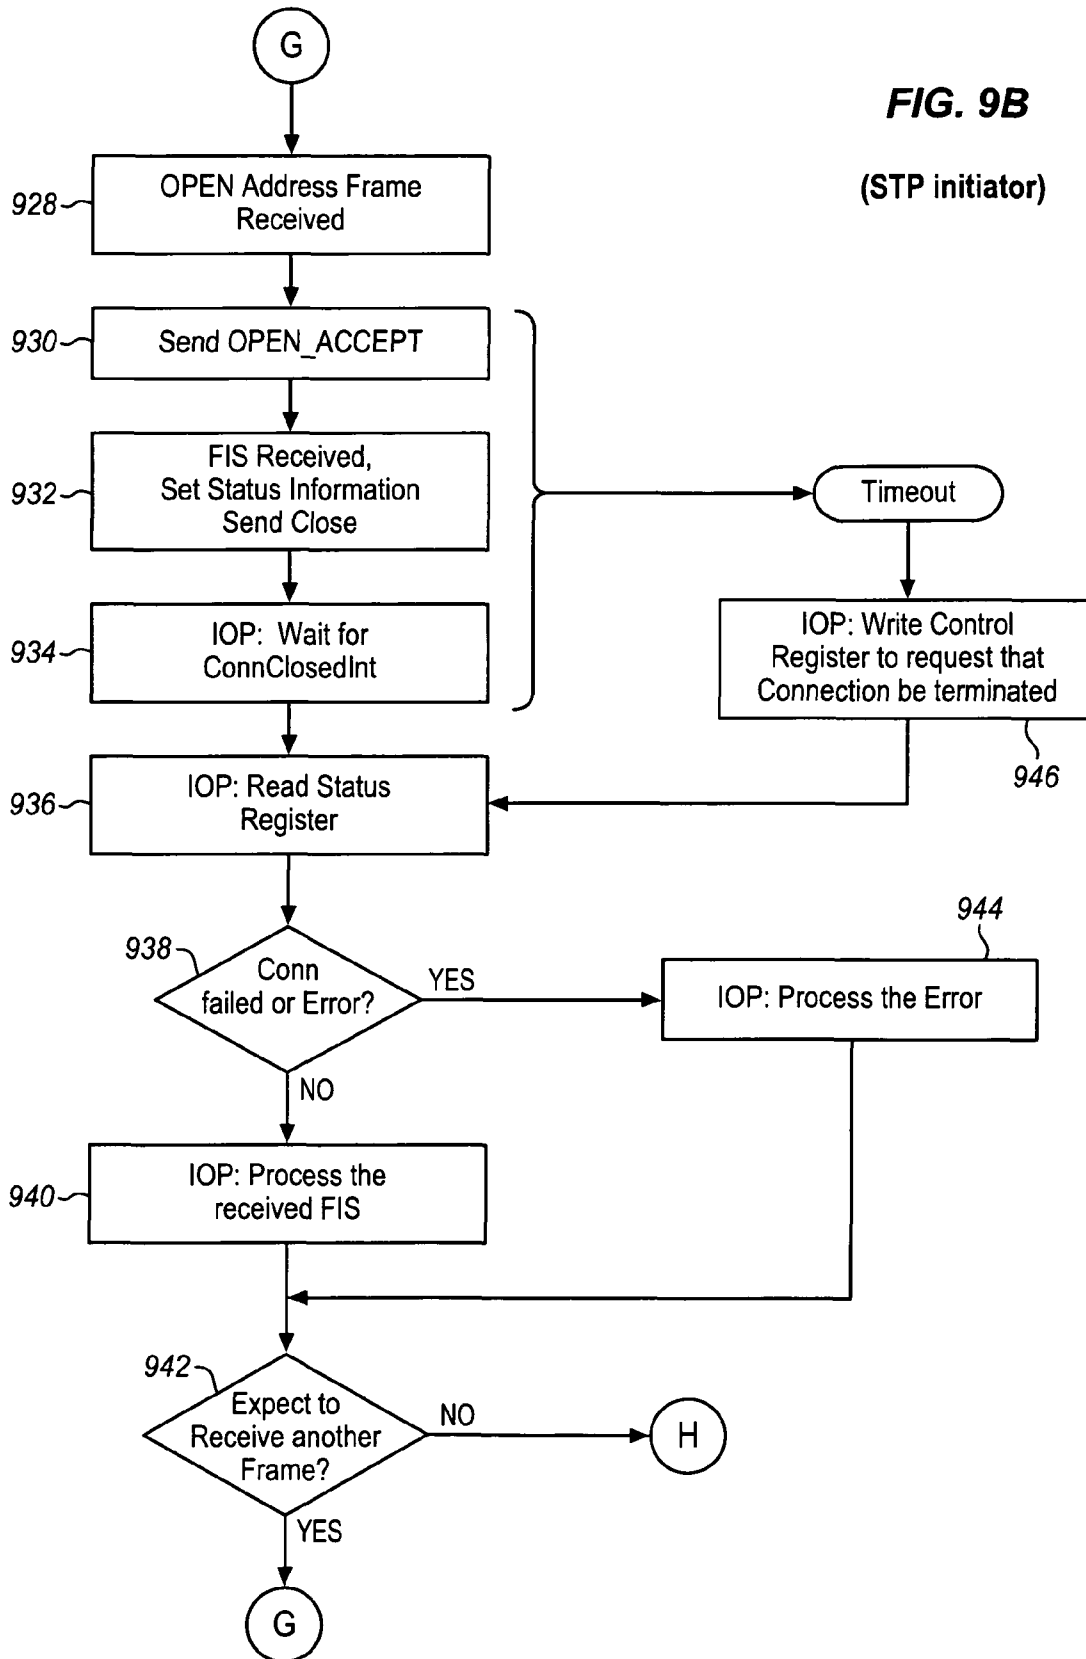 G
FIG. 9B
(STP initiator)
928
OPEN Address Frame
Received
930
Send OPEN_ACCEPT
932
FIS Received,
Set Status Information
Send Close
Timeout
934
IOP: Wait for
ConnClosedInt
IOP: Write Control
Register to request that
Connection be terminated
946
936
IOP: Read Status
Register
938
Conn
failed or Error?
YES
944
IOP: Process the Error
NO
940
IOP: Process the
received FIS
942
Expect to
Receive another
Frame?
NO
H
YES
G